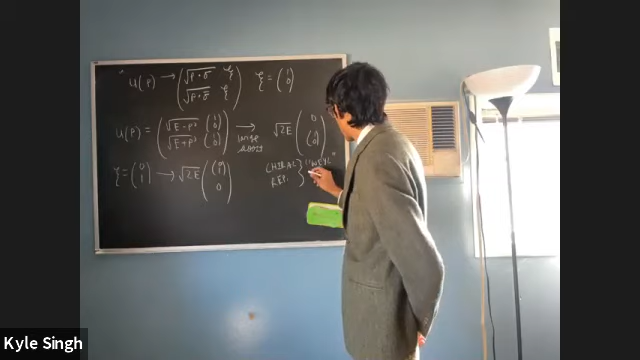 u(p) → ( √p·σ ξ ) ξ = ( 1 )
( √p·σ̄ ξ ) ( 0 )
u(p) = ( √E-p³ ( 1 0 ) ) → √2E ( 0 )
( √E+p³ ( 1 0 ) ) LARGE BOOST ( ( 1 0 ) )
ξ = ( 0 1 ) → √2E ( ( 0 1 ) 0 )
CHIRAL } "WEYL"
REP. }
Kyle Singh